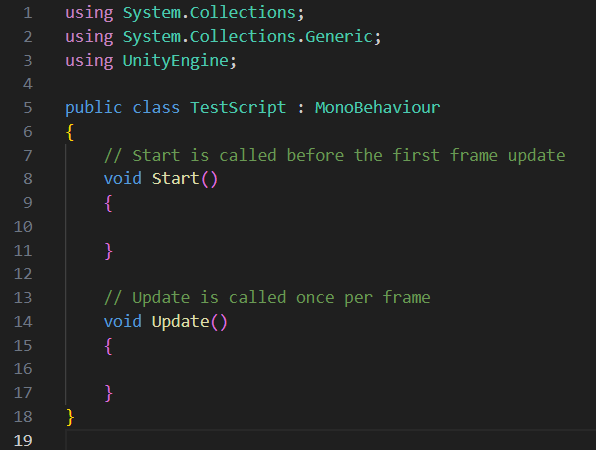 1 using System.Collections;
2 using System.Collections.Generic;
3 using UnityEngine;
4
5 public class TestScript : MonoBehaviour
6 {
7     // Start is called before the first frame update
8     void Start()
9     {
10
11     }
12
13     // Update is called once per frame
14     void Update()
15     {
16
17     }
18 }
19